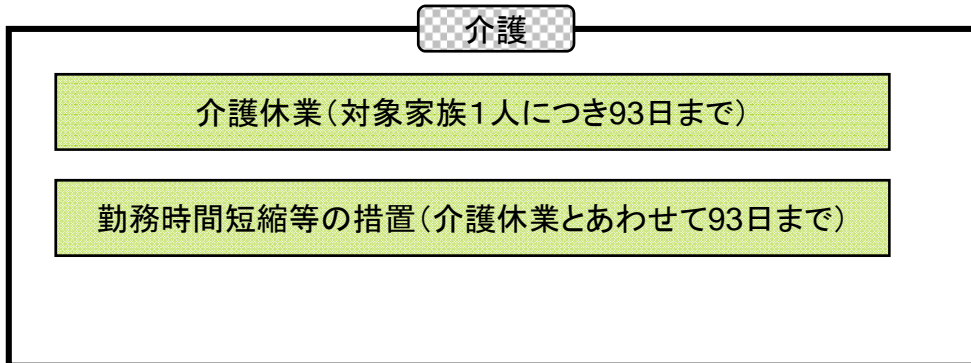 介護
介護休業（対象家族１人につき93日まで）
勤務時間短縮等の措置（介護休業とあわせて93日まで）